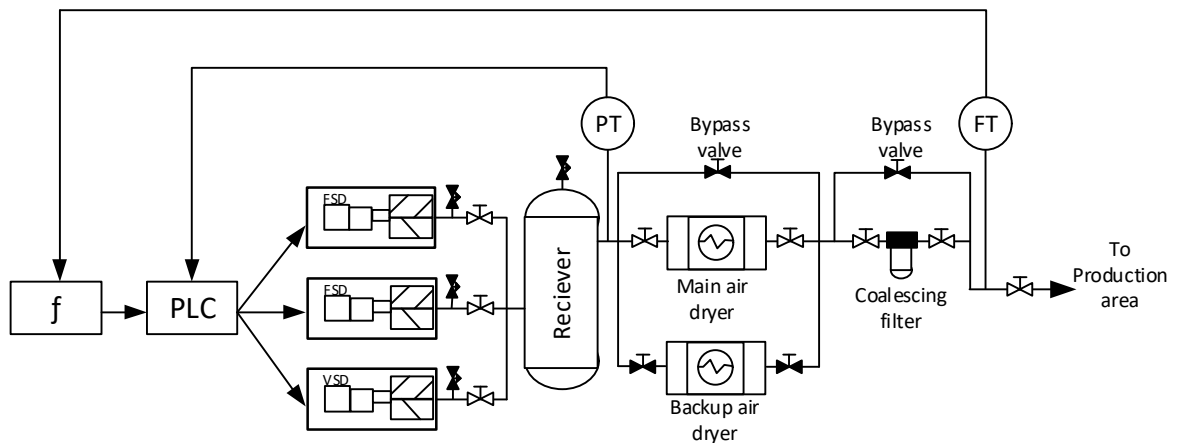 PT
FT
Bypass
valve
Bypass
valve
FSD
FSD
VSD
ƒ
PLC
Reciever
Main air
dryer
Backup air
dryer
Coalescing
filter
To
Production
area